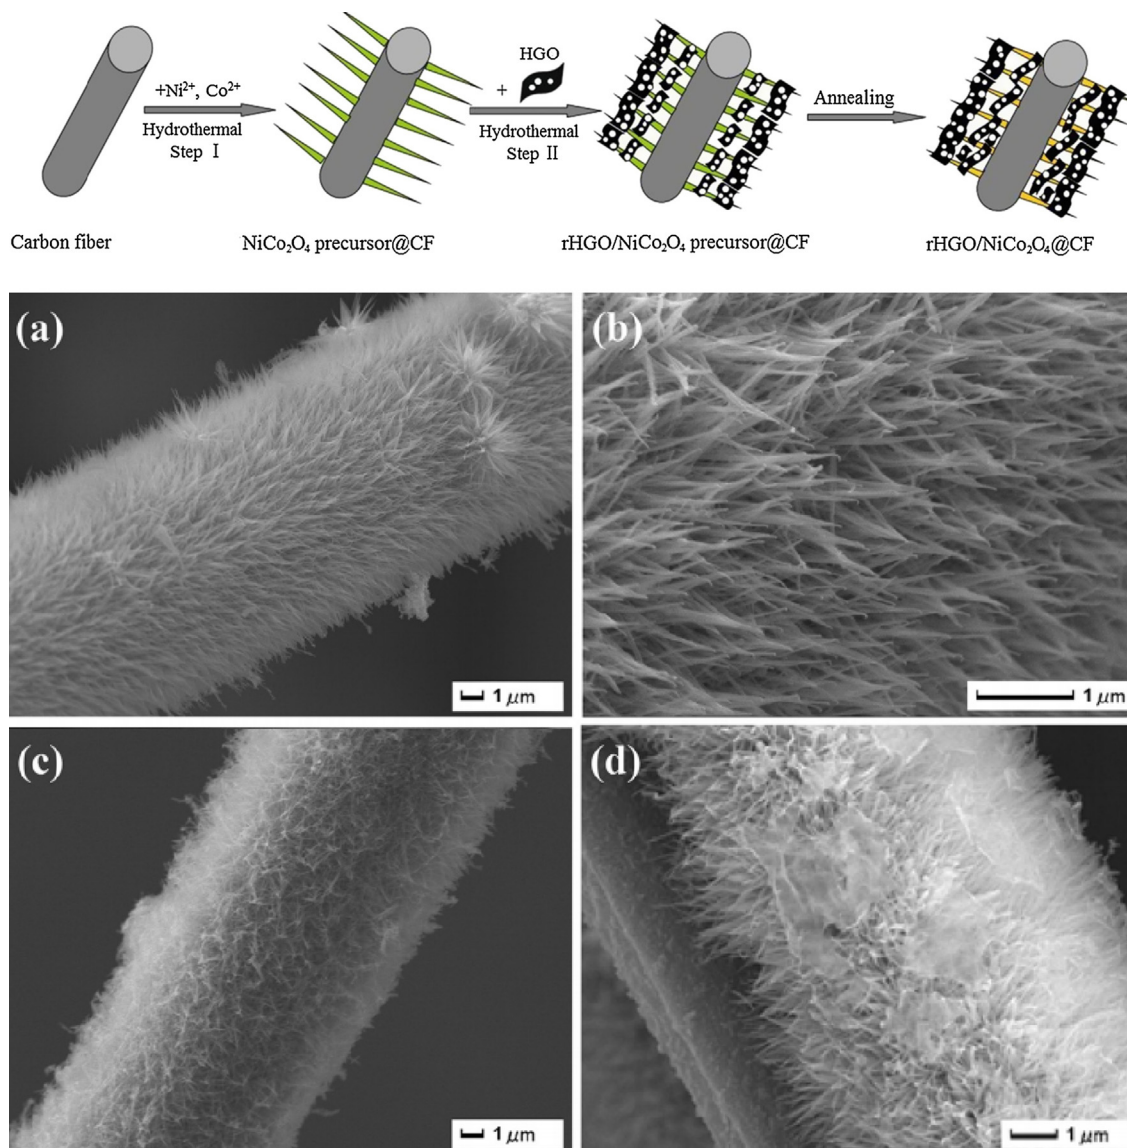 HGO
+Ni²⁺, Co²⁺
+
Annealing
Hydrothermal
Step I
Hydrothermal
Step II
Carbon fiber
NiCo₂O₄ precursor@CF
rHGO/NiCo₂O₄ precursor@CF
rHGO/NiCo₂O₄@CF
(a)
(b)
1 μm
1 μm
(c)
(d)
1 μm
1 μm